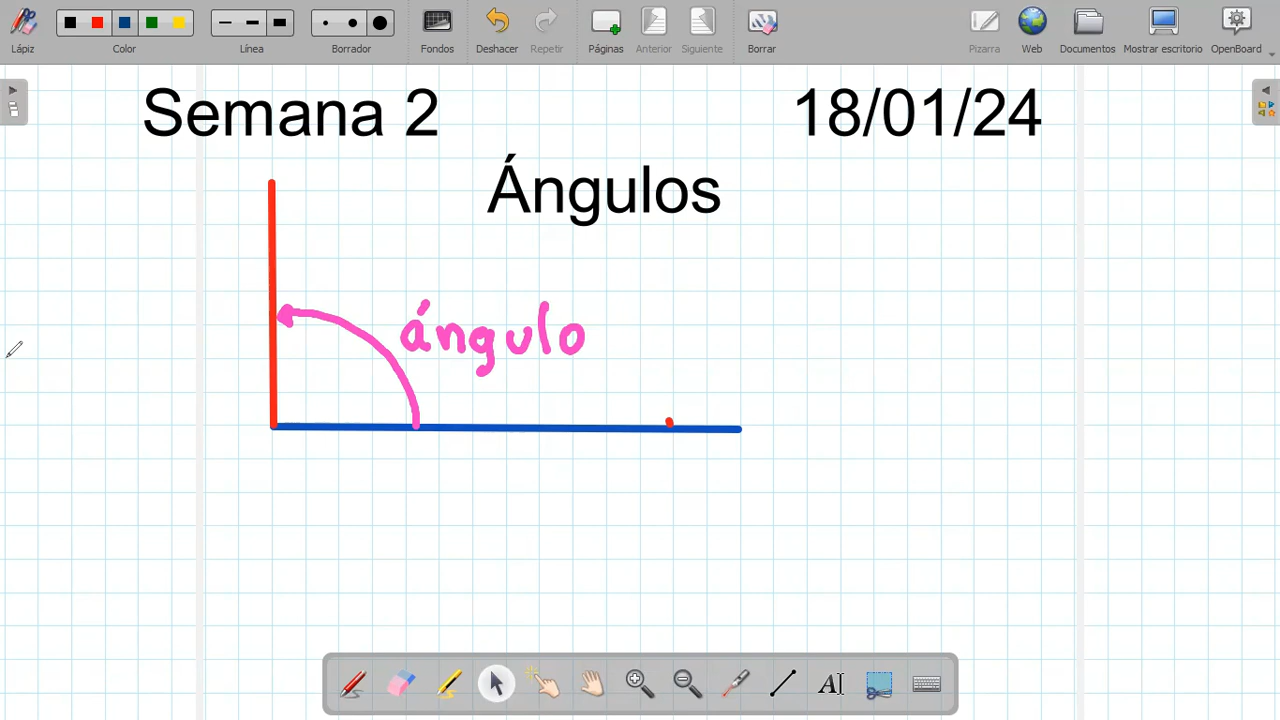 Lápiz Color Línea Borrador Fondos Deshacer Repetir Páginas Anterior Siguiente Borrar Pizarra Web Documentos Mostrar escritorio OpenBoard
Semana 2 18/01/24
Ángulos
ángulo